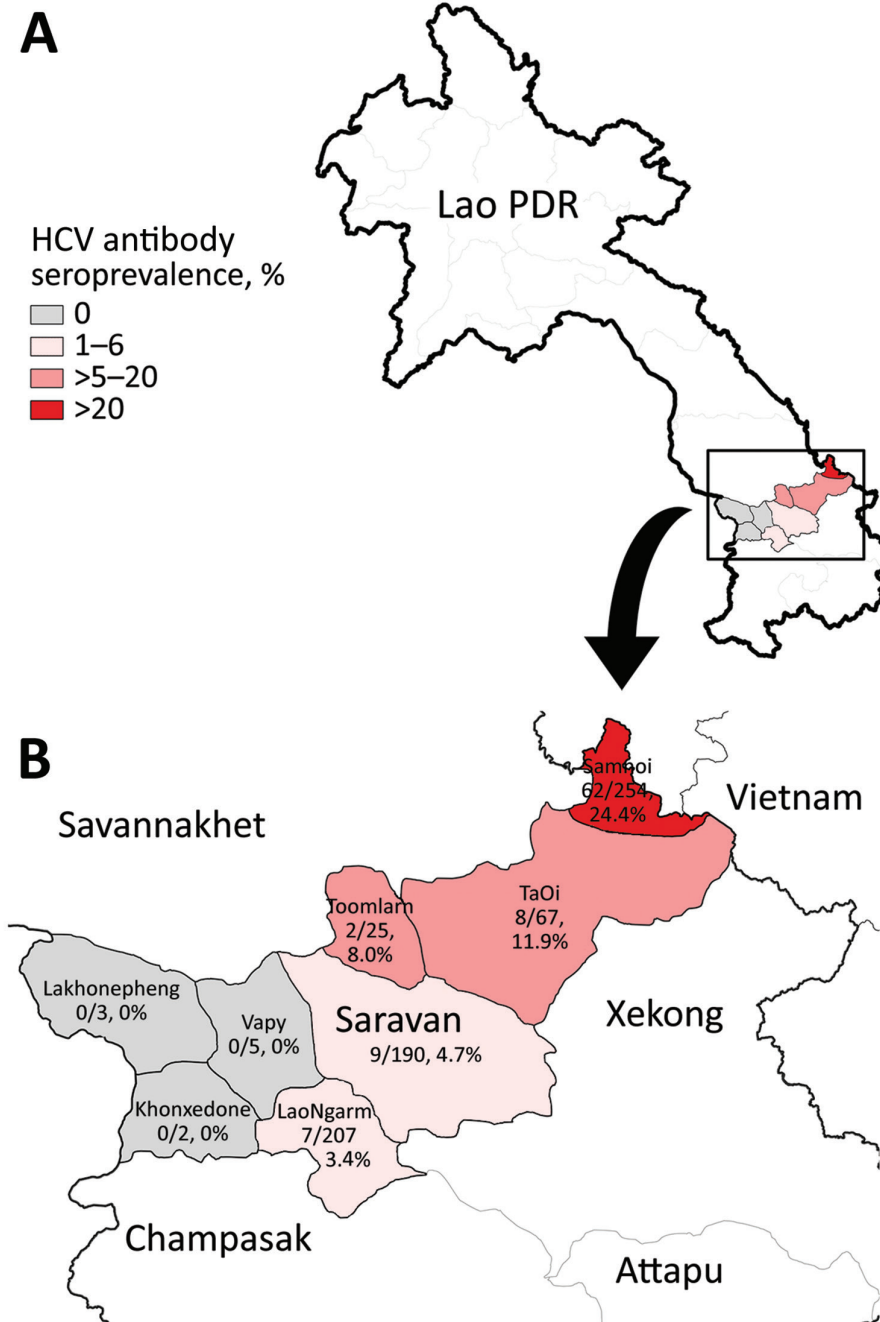 A
Lao PDR
HCV antibody
seroprevalence, %
0
1–6
>5–20
>20
B
Samnoi
62/254,
24.4%
Vietnam
Savannakhet
TaOi
8/67,
11.9%
Toomlam
2/25,
8.0%
Lakhonepheng
0/3, 0%
Vapy
0/5, 0%
Saravan
9/190, 4.7%
Xekong
Khonxedone
0/2, 0%
LaoNgarm
7/207
3.4%
Champasak
Attapu